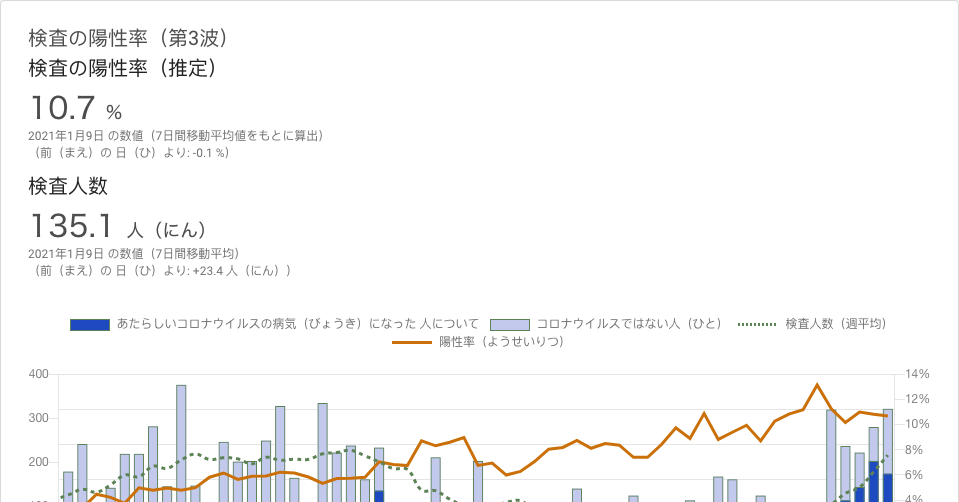 検査の陽性率（第3波）
検査の陽性率（推定）
10.7 %
2021年1月9日 の数値（7日間移動平均値をもとに算出）
（前（まえ）の 日（ひ）より: -0.1 %）
検査人数
135.1 人（にん）
2021年1月9日 の数値（7日間移動平均）
（前（まえ）の 日（ひ）より: +23.4 人（にん））
あたらしいコロナウイルスの病気（びょうき）になった 人について コロナウイルスではない人（ひと） 検査人数（週平均）
陽性率（ようせいりつ）
400 14%
12%
300 10%
200 8%
6%
4%